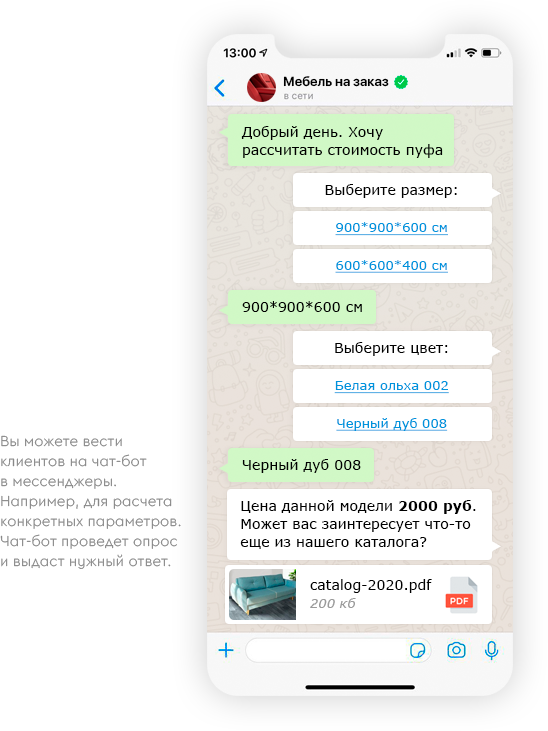 13:00
Мебель на заказ
в сети
Добрый день. Хочу
рассчитать стоимость пуфа
Выберите размер:
900*900*600 см
600*600*400 см
900*900*600 см
Выберите цвет:
Белая ольха 002
Черный дуб 008
Черный дуб 008
Цена данной модели 2000 руб.
Может вас заинтересует что-то
еще из нашего каталога?
catalog-2020.pdf
200 кб
PDF
Вы можете вести
клиентов на чат-бот
в мессенджеры.
Например, для расчета
конкретных параметров.
Чат-бот проведет опрос
и выдаст нужный ответ.